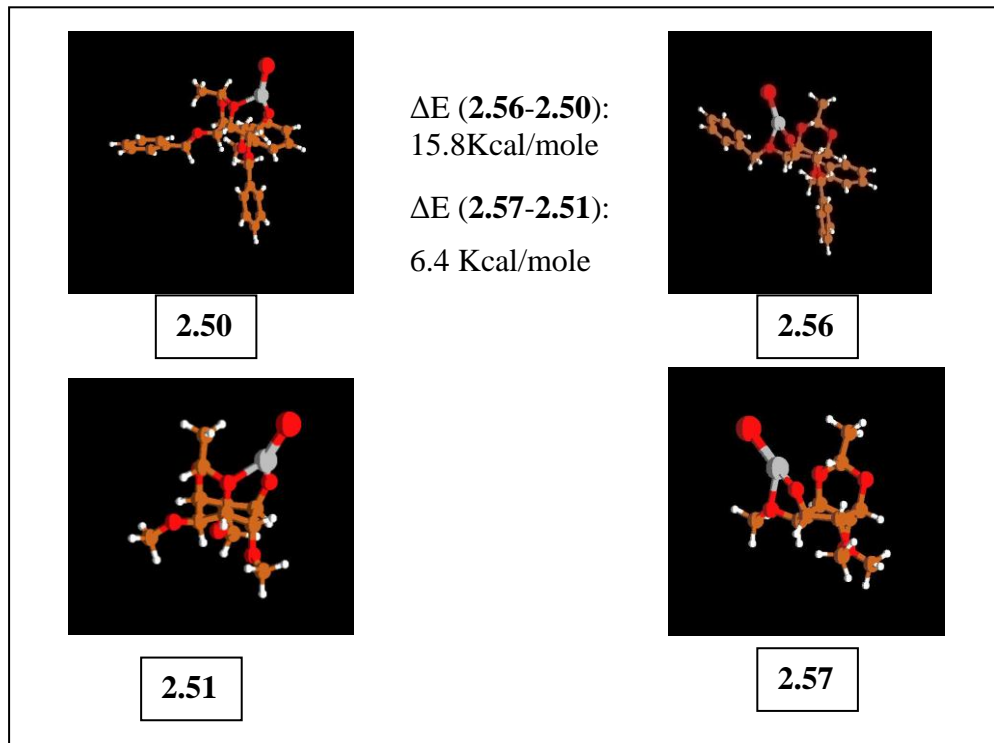 ΔE (2.56-2.50):
15.8Kcal/mole
ΔE (2.57-2.51):
6.4 Kcal/mole
2.50
2.56
2.51
2.57